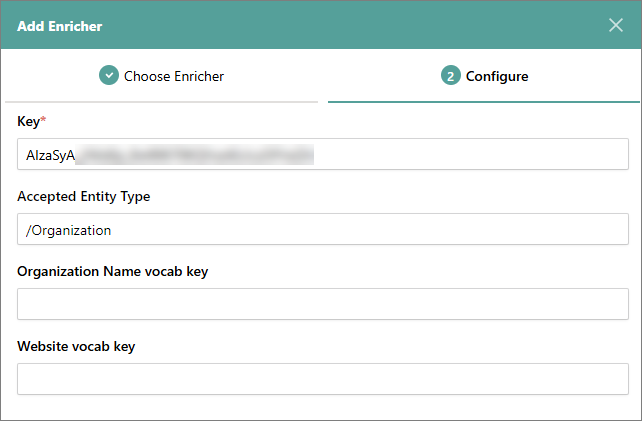 Add Enricher
Choose Enricher
2 Configure
Key*
AIzaSyA
Accepted Entity Type
/Organization
Organization Name vocab key
Website vocab key